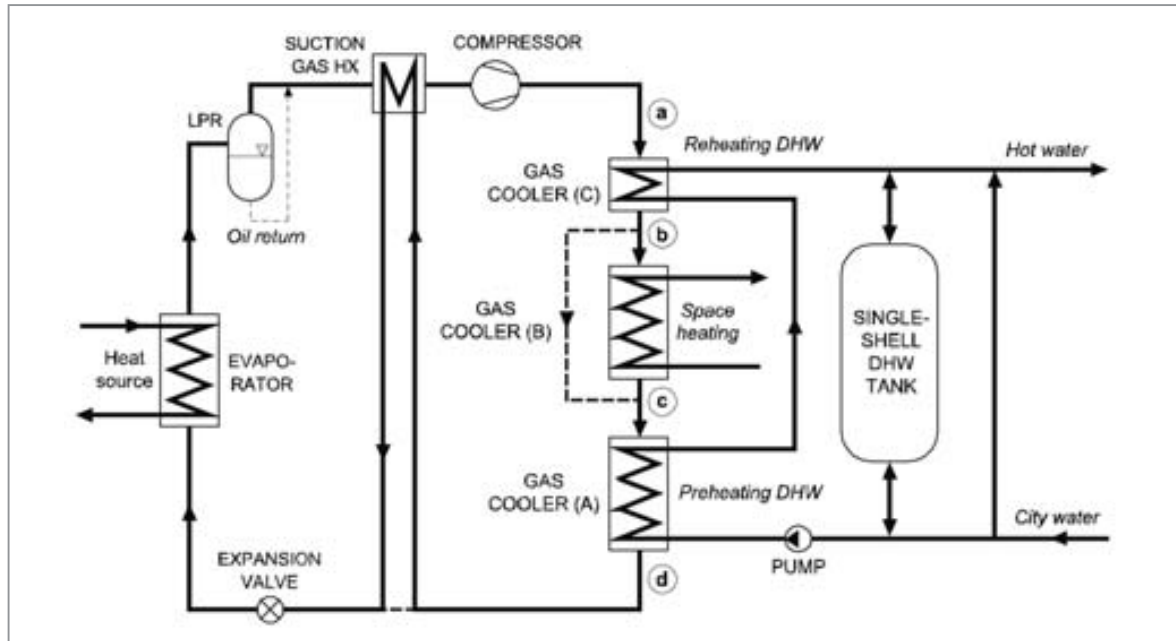 SUCTION
GAS HX
COMPRESSOR
LPR
a
Reheating DHW
Hot water
GAS
COOLER (C)
b
Oil return
GAS
COOLER (B)
Space
heating
SINGLE-
SHELL
DHW
TANK
Heat
source
EVAPO-
RATOR
c
GAS
COOLER (A)
Preheating DHW
City water
EXPANSION
VALVE
d
PUMP